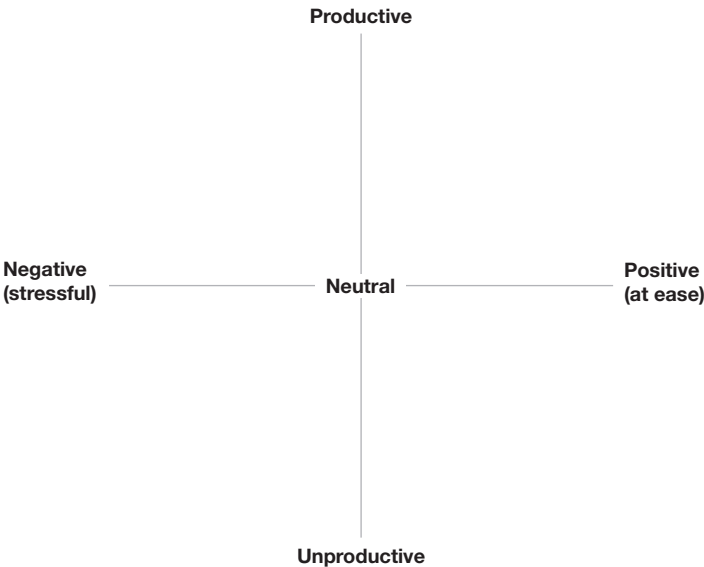 Productive
Negative
(stressful)
Neutral
Positive
(at ease)
Unproductive